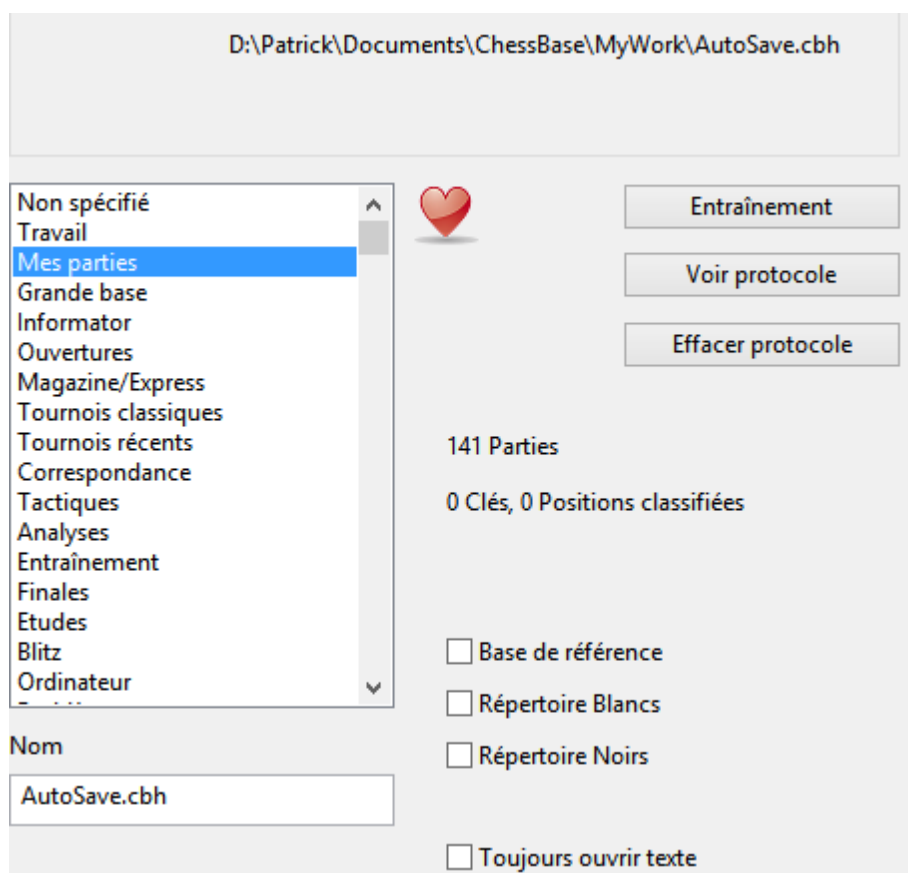 D:\Patrick\Documents\ChessBase\MyWork\AutoSave.cbh
Non spécifié
Travail
Mes parties
Grande base
Informator
Ouvertures
Magazine/Express
Tournois classiques
Tournois récents
Correspondance
Tactiques
Analyses
Entraînement
Finales
Etudes
Blitz
Ordinateur
Nom
AutoSave.cbh
Entraînement
Voir protocole
Effacer protocole
141 Parties
0 Clés, 0 Positions classifiées
Base de référence
Répertoire Blancs
Répertoire Noirs
Toujours ouvrir texte